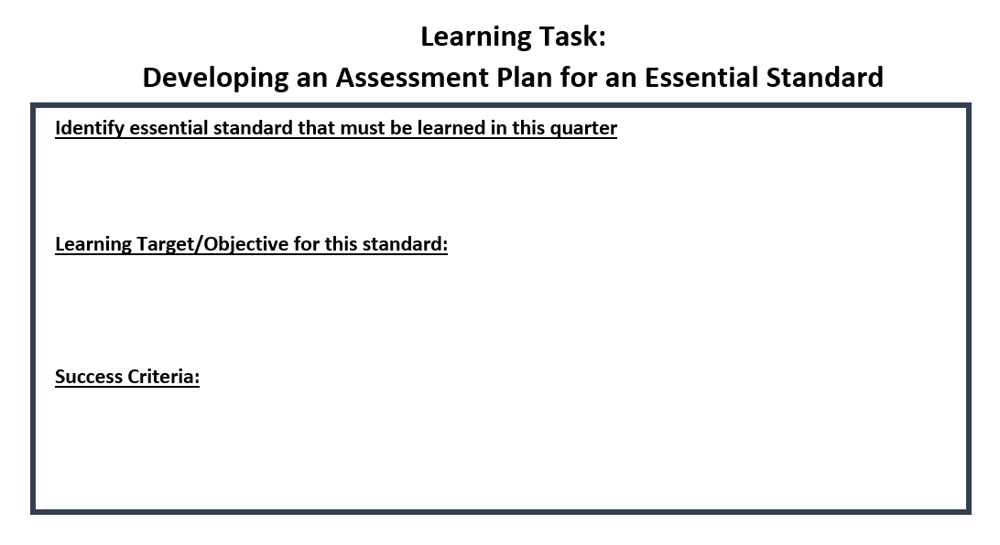 Learning Task:
Developing an Assessment Plan for an Essential Standard
Identify essential standard that must be learned in this quarter
Learning Target/Objective for this standard:
Success Criteria: